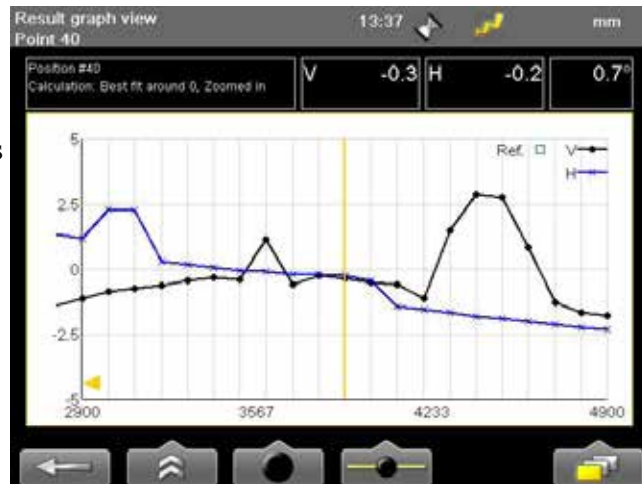 Result graph view
Point 40
13:37
mm
Position #40
Calculation: Best fit around 0, Zoomed in
V -0.3
H -0.2
0.7°
s
Ref. V
H
5
2.5
0
-2.5
-5
2900 3567 4233 4900